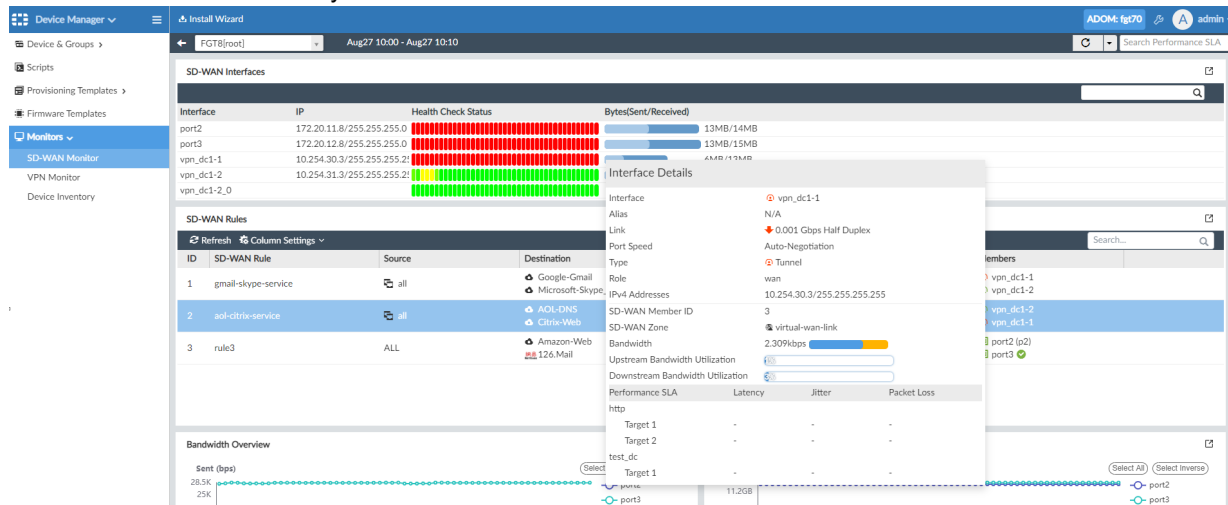 Device Manager
Install Wizard
ADOM: fgt70
A admin
Device & Groups >
FGT8[root]
Aug27 10:00 - Aug27 10:10
Search Performance SLA
Scripts
SD-WAN Interfaces
Provisioning Templates >
Firmware Templates
Interface IP Health Check Status Bytes(Sent/Received)
port2 172.20.11.8/255.255.255.0 13MB/14MB
Monitors
port3 172.20.12.8/255.255.255.0 13MB/15MB
SD-WAN Monitor
vpn_dc1-1 10.254.30.3/255.255.255.25 6MB/12MB
VPN Monitor
vpn_dc1-2 10.254.31.3/255.255.255.25
Device Inventory
vpn_dc1-2_0
Interface Details
Interface vpn_dc1-1
Alias N/A
Link 0.001 Gbps Half Duplex
Port Speed Auto-Negotiation
Type Tunnel
Role wan
IPv4 Addresses 10.254.30.3/255.255.255.255
SD-WAN Member ID 3
SD-WAN Zone virtual-wan-link
Bandwidth 2.309kbps
Upstream Bandwidth Utilization
Downstream Bandwidth Utilization
Performance SLA Latency Jitter Packet Loss
http
Target 1 - - -
Target 2 - - -
test_dc
Target 1 - - -
SD-WAN Rules
Refresh Column Settings
Search...
ID SD-WAN Rule Source Destination Members
1 gmail-skype-service all Google-Gmail vpn_dc1-1
Microsoft-Skype_ vpn_dc1-2
2 aol-citrix-service all AOL-DNS vpn_dc1-2
Citrix-Web vpn_dc1-1
3 rule3 ALL Amazon-Web port2 (p2)
126.Mail port3
Bandwidth Overview
Sent (bps)
Select All Select Inverse
28.5K
port2
11.2GB
port2
25K
port3
port3